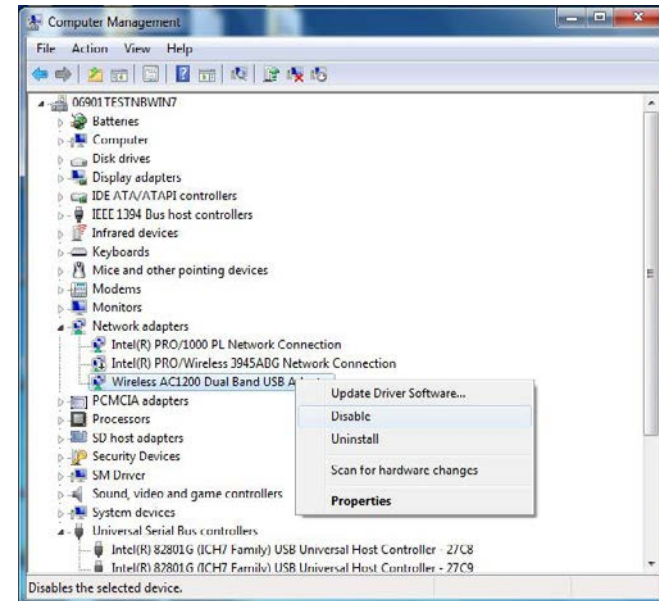 Computer Management
File Action View Help
06901TESTNBWIN7
Batteries
Computer
Disk drives
Display adapters
IDE ATA/ATAPI controllers
IEEE 1394 Bus host controllers
Infrared devices
Keyboards
Mice and other pointing devices
Modems
Monitors
Network adapters
Intel(R) PRO/1000 PL Network Connection
Intel(R) PRO/Wireless 3945ABG Network Connection
Wireless AC1200 Dual Band USB
PCMCIA adapters
Processors
SD host adapters
Security Devices
SM Driver
Sound, video and game controllers
System devices
Universal Serial Bus controllers
Intel(R) 82801G (ICH7 Family) USB Universal Host Controller - 27C8
Intel(R) 82801G (ICH7 Family) USB Universal Host Controller - 27C9
Update Driver Software...
Disable
Uninstall
Scan for hardware changes
Properties
Disables the selected device.